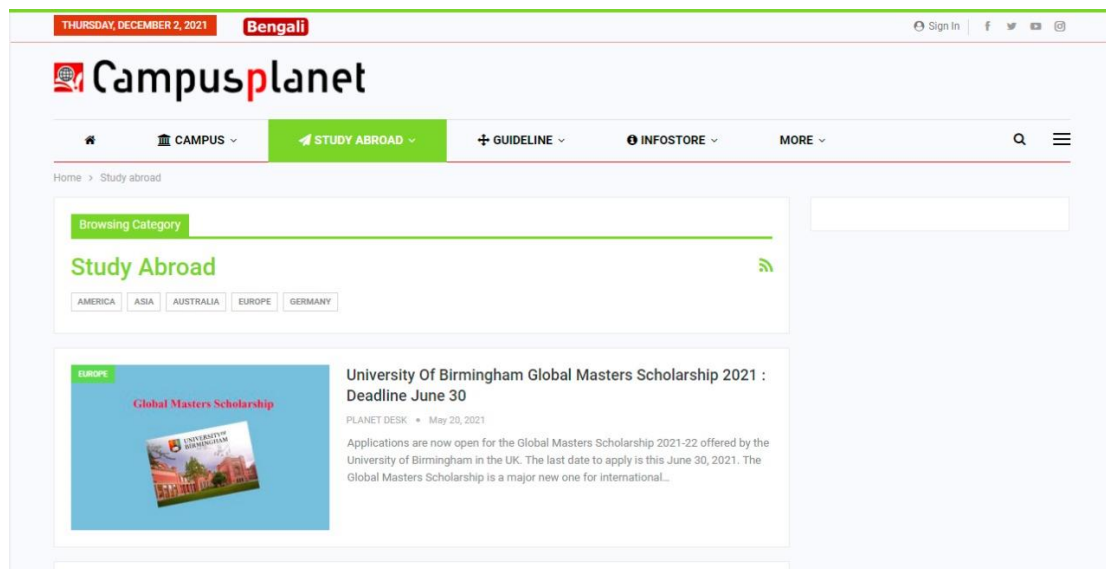 THURSDAY, DECEMBER 2, 2021
Bengali
Sign In
Campusplanet
CAMPUS
STUDY ABROAD
GUIDELINE
INFOSTORE
MORE
Home > Study abroad
Browsing Category
Study Abroad
AMERICA
ASIA
AUSTRALIA
EUROPE
GERMANY
EUROPE
Global Masters Scholarship
UNIVERSITY OF
BIRMINGHAM
University Of Birmingham Global Masters Scholarship 2021 :
Deadline June 30
PLANET DESK • May 20, 2021
Applications are now open for the Global Masters Scholarship 2021-22 offered by the
University of Birmingham in the UK. The last date to apply is this June 30, 2021. The
Global Masters Scholarship is a major new one for international...